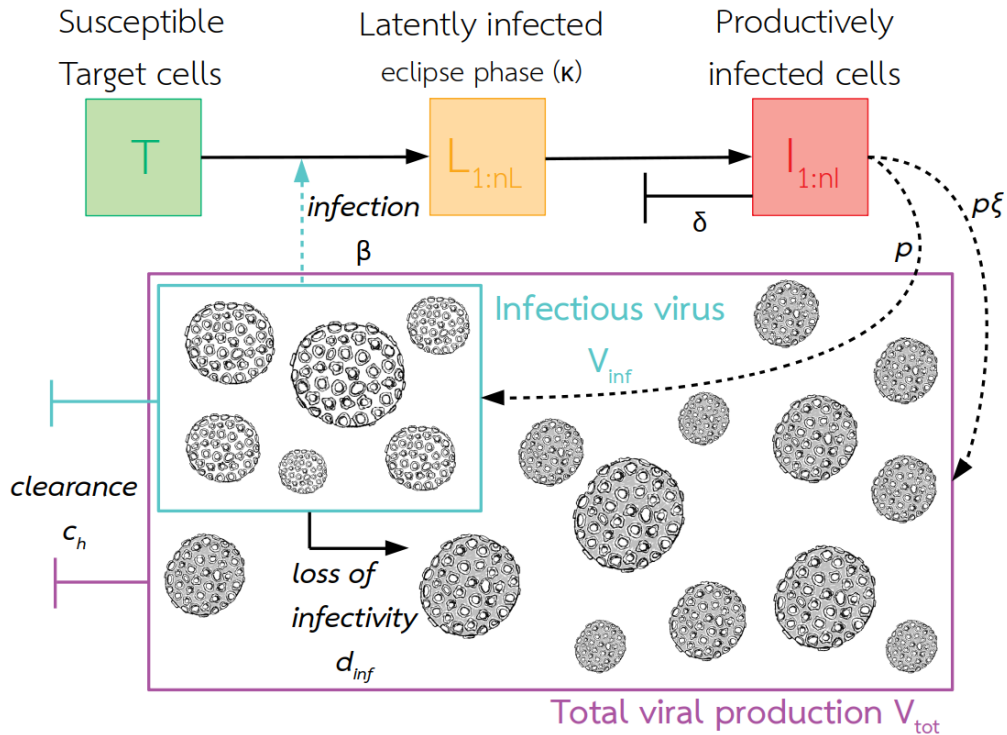 Susceptible
Target cells
Latently infected
eclipse phase (κ)
Productively
infected cells
T
L1:nL
I1:nI
infection
β
δ
p
pξ
Infectious virus
Vinf
clearance
ch
loss of
infectivity
dinf
Total viral production Vtot